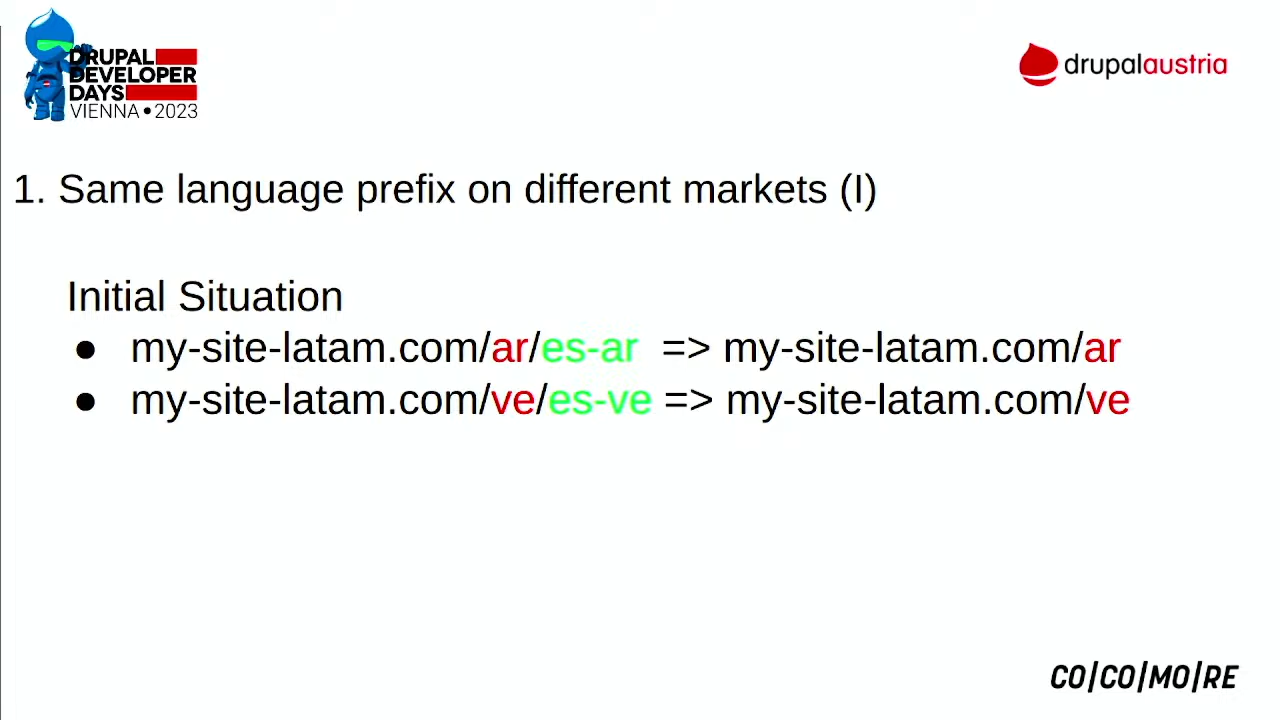 DRUPAL
DEVELOPER
DAYS
VIENNA • 2023
drupalaustria
1. Same language prefix on different markets (I)
Initial Situation
● my-site-latam.com/ar/es-ar => my-site-latam.com/ar
● my-site-latam.com/ve/es-ve => my-site-latam.com/ve
CO|CO|MO|RE